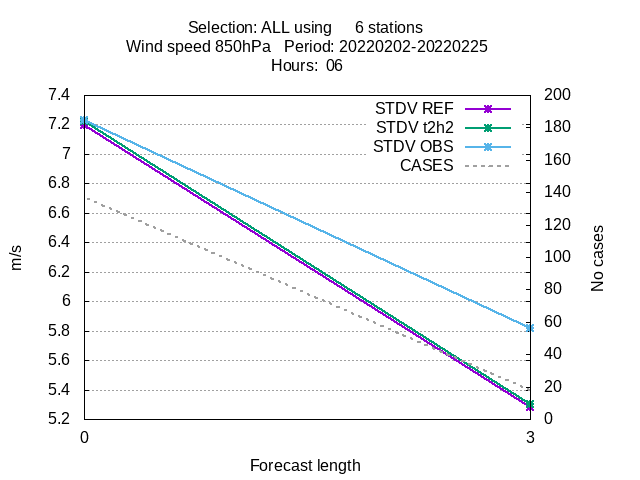 Selection: ALL using 6 stations
Wind speed 850hPa Period: 20220202-20220225
Hours: 06
7.4
7.2
7
6.8
6.6
6.4
6.2
6
5.8
5.6
5.4
5.2
m/s
STDV REF
STDV t2h2
STDV OBS
CASES
200
180
160
140
120
100
80
60
40
20
0
No cases
0
3
Forecast length